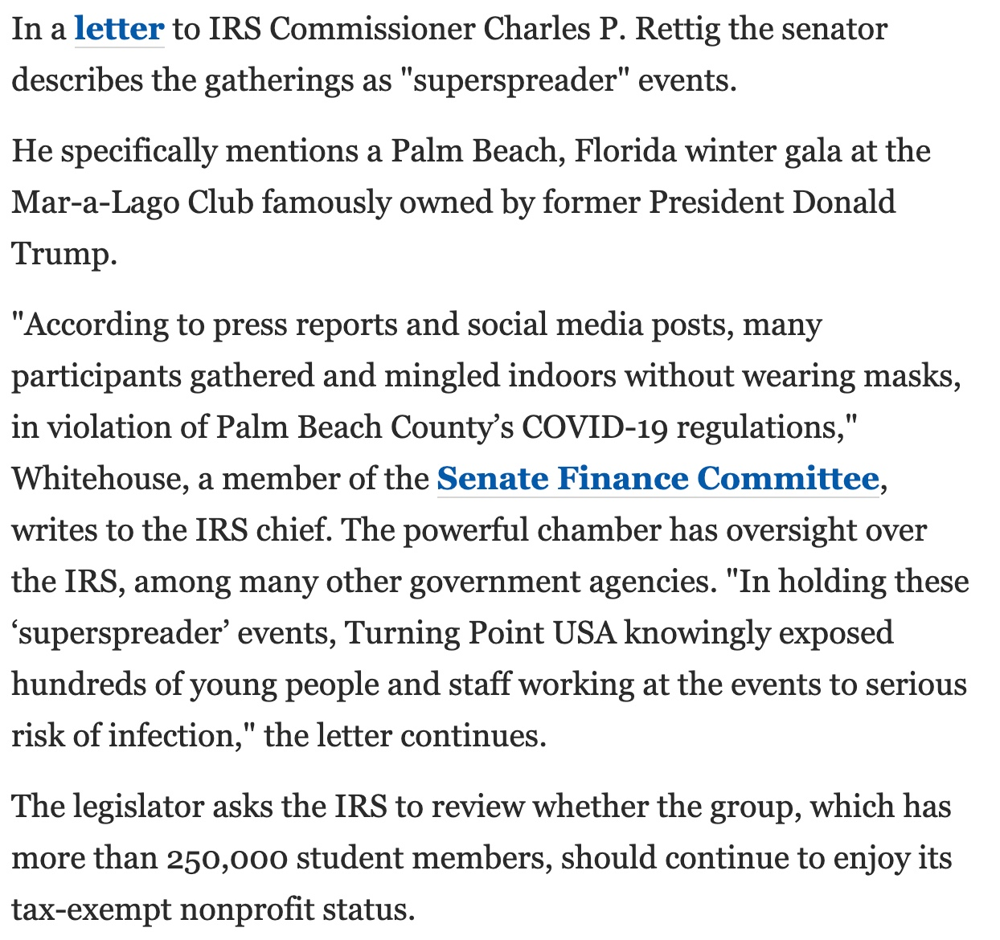 In a letter to IRS Commissioner Charles P. Rettig the senator
describes the gatherings as "superspreader" events.
He specifically mentions a Palm Beach, Florida winter gala at the
Mar-a-Lago Club famously owned by former President Donald
Trump.
"According to press reports and social media posts, many
participants gathered and mingled indoors without wearing masks,
in violation of Palm Beach County’s COVID-19 regulations,"
Whitehouse, a member of the Senate Finance Committee,
writes to the IRS chief. The powerful chamber has oversight over
the IRS, among many other government agencies. "In holding these
‘superspreader’ events, Turning Point USA knowingly exposed
hundreds of young people and staff working at the events to serious
risk of infection," the letter continues.
The legislator asks the IRS to review whether the group, which has
more than 250,000 student members, should continue to enjoy its
tax-exempt nonprofit status.